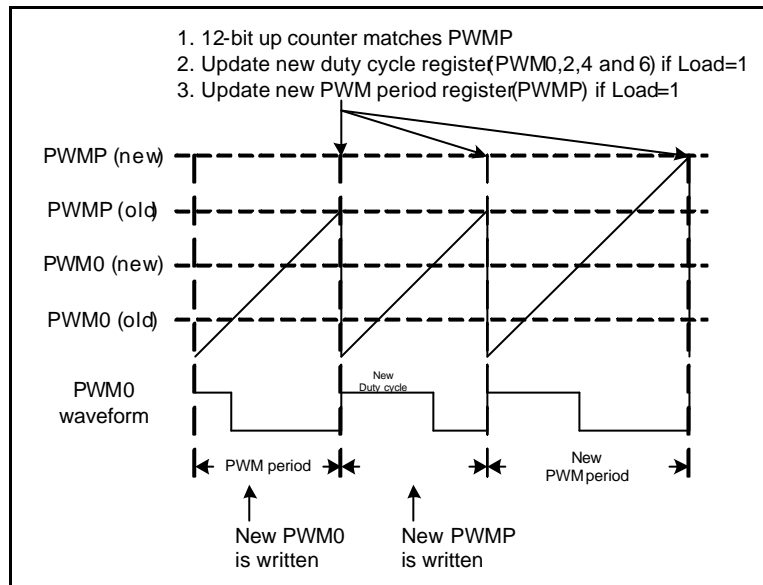 1. 12-bit up counter matches PWMP
2. Update new duty cycle register(PWM0,2,4 and 6) if Load=1
3. Update new PWM period register(PWMP) if Load=1
PWMP (new)
PWMP (old)
PWM0 (new)
PWM0 (old)
PWM0
waveform
New
Duty cycle
PWM period
New
PWM period
New PWM0
is written
New PWMP
is written